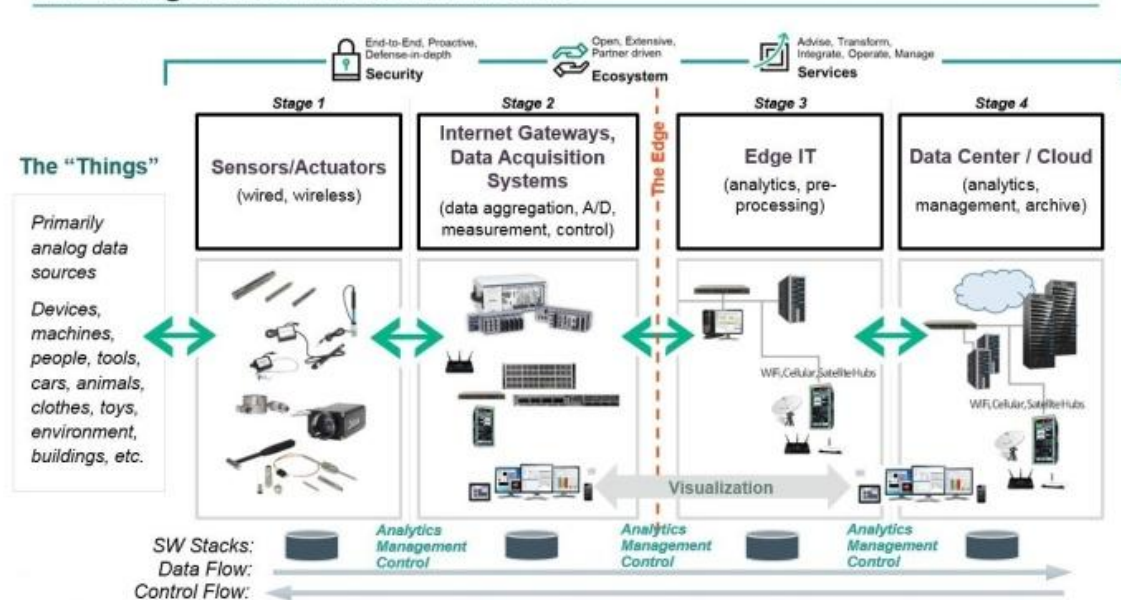 End-to-End, Proactive,
Defense-in-depth
Security
Open, Extensive,
Partner driven
Ecosystem
Advise, Transform,
Integrate, Operate, Manage
Services
The "Things"
Primarily
analog data
sources
Devices,
machines,
people, tools,
cars, animals,
clothes, toys,
environment,
buildings, etc.
Stage 1
Sensors/Actuators
(wired, wireless)
Stage 2
Internet Gateways,
Data Acquisition
Systems
(data aggregation, A/D,
measurement, control)
The Edge
Stage 3
Edge IT
(analytics, pre-
processing)
Stage 4
Data Center / Cloud
(analytics,
management, archive)
WiFi,Cellular,SatelliteHubs
WiFi,Cellular,SatelliteHubs
Visualization
SW Stacks:
Analytics
Management
Control
Analytics
Management
Control
Analytics
Management
Control
Data Flow:
Control Flow: